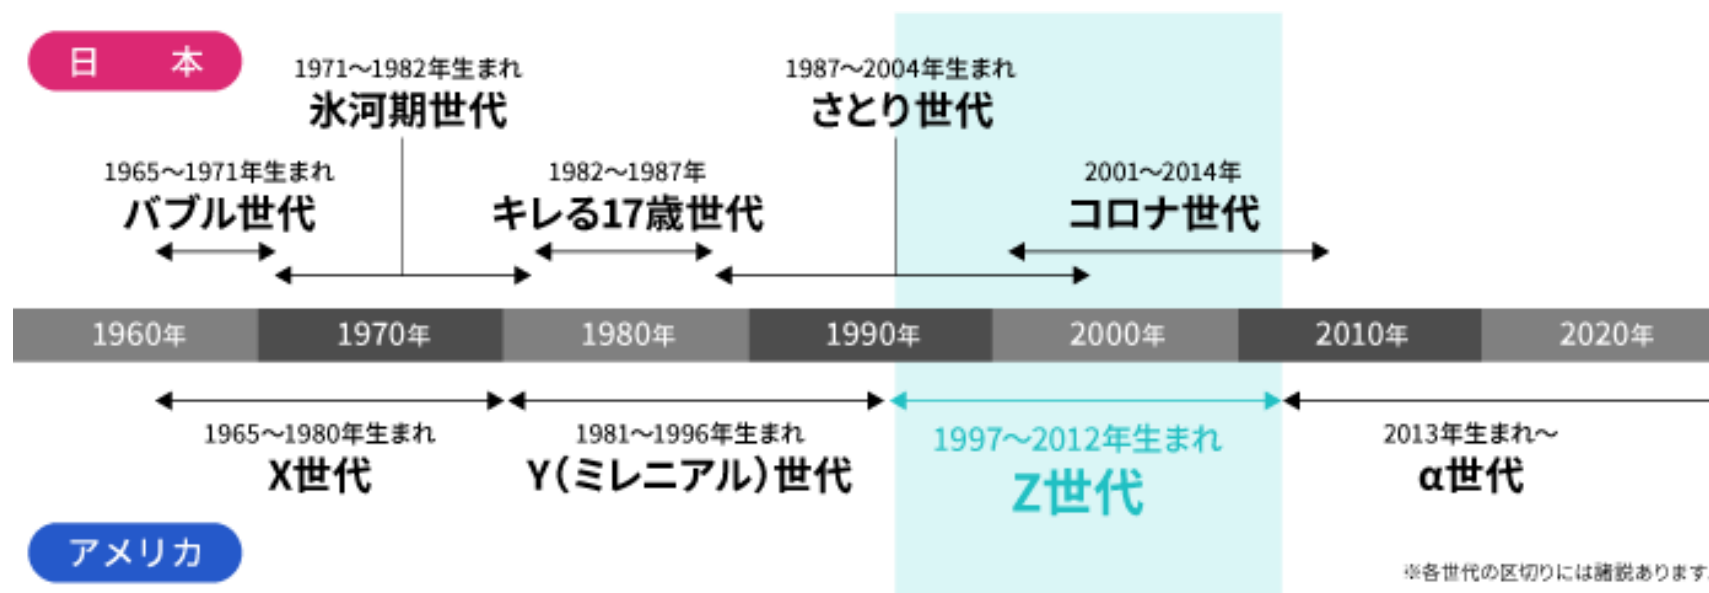 日　本
1971～1982年生まれ
氷河期世代
1987～2004年生まれ
さとり世代
1965～1971年生まれ
バブル世代
1982～1987年
キレる17歳世代
2001～2014年
コロナ世代
1960年 1970年 1980年 1990年 2000年 2010年 2020年
1965～1980年生まれ
X世代
1981～1996年生まれ
Y（ミレニアル）世代
1997～2012年生まれ
Z世代
2013年生まれ～
α世代
アメリカ
※各世代の区切りには諸説あります。